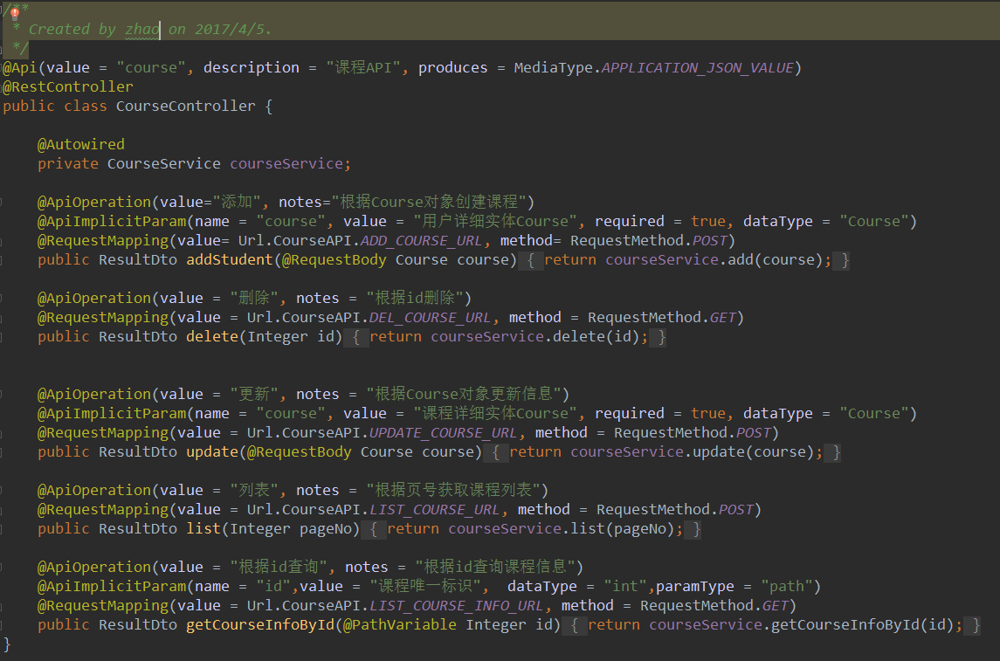 /**
* Created by zhao on 2017/4/5.
*/
@Api(value = "course", description = "课程API", produces = MediaType.APPLICATION_JSON_VALUE)
@RestController
public class CourseController {
@Autowired
private CourseService courseService;
@ApiOperation(value="添加", notes="根据Course对象创建课程")
@ApiImplicitParam(name = "course", value = "用户详细实体Course", required = true, dataType = "Course")
@RequestMapping(value= Url.CourseAPI.ADD_COURSE_URL, method= RequestMethod.POST)
public ResultDto addStudent(@RequestBody Course course) { return courseService.add(course); }
@ApiOperation(value = "删除", notes = "根据id删除")
@RequestMapping(value = Url.CourseAPI.DEL_COURSE_URL, method = RequestMethod.GET)
public ResultDto delete(Integer id) { return courseService.delete(id); }
@ApiOperation(value = "更新", notes = "根据Course对象更新信息")
@ApiImplicitParam(name = "course", value = "课程详细实体Course", required = true, dataType = "Course")
@RequestMapping(value = Url.CourseAPI.UPDATE_COURSE_URL, method = RequestMethod.POST)
public ResultDto update(@RequestBody Course course) { return courseService.update(course); }
@ApiOperation(value = "列表", notes = "根据页号获取课程列表")
@RequestMapping(value = Url.CourseAPI.LIST_COURSE_URL, method = RequestMethod.POST)
public ResultDto list(Integer pageNo) { return courseService.list(pageNo); }
@ApiOperation(value = "根据id查询", notes = "根据id查询课程信息")
@ApiImplicitParam(name = "id",value = "课程唯一标识",  dataType = "int",paramType = "path")
@RequestMapping(value = Url.CourseAPI.LIST_COURSE_INFO_URL, method = RequestMethod.GET)
public ResultDto getCourseInfoById(@PathVariable Integer id) { return courseService.getCourseInfoById(id); }
}